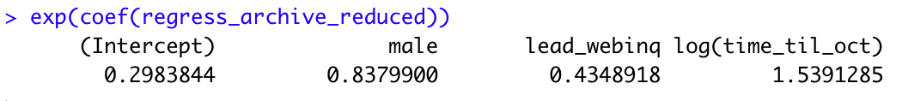 > exp(coef(regress_archive_reduced))
(Intercept) male lead_webinq log(time_til_oct)
0.2983844 0.8379900 0.4348918 1.5391285